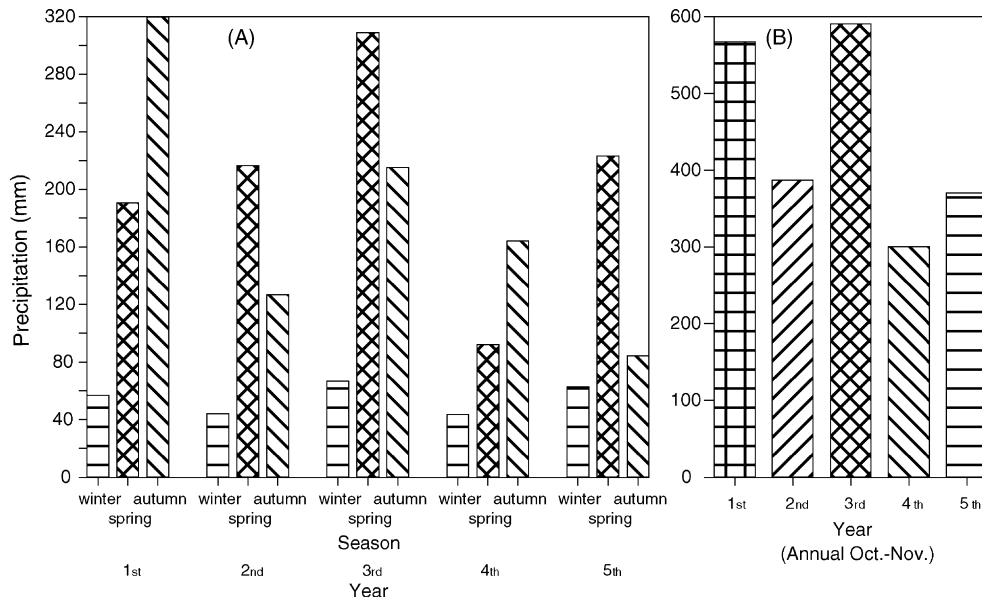 (A)
Precipitation (mm)
320
280
240
200
160
120
80
40
0
winter autumn winter autumn winter autumn winter autumn winter autumn
spring spring spring spring spring
Season
1st 2nd 3rd 4th 5th
Year
(B)
600
500
400
300
200
100
0
1st 2nd 3rd 4th 5th
Year
(Annual Oct.-Nov.)